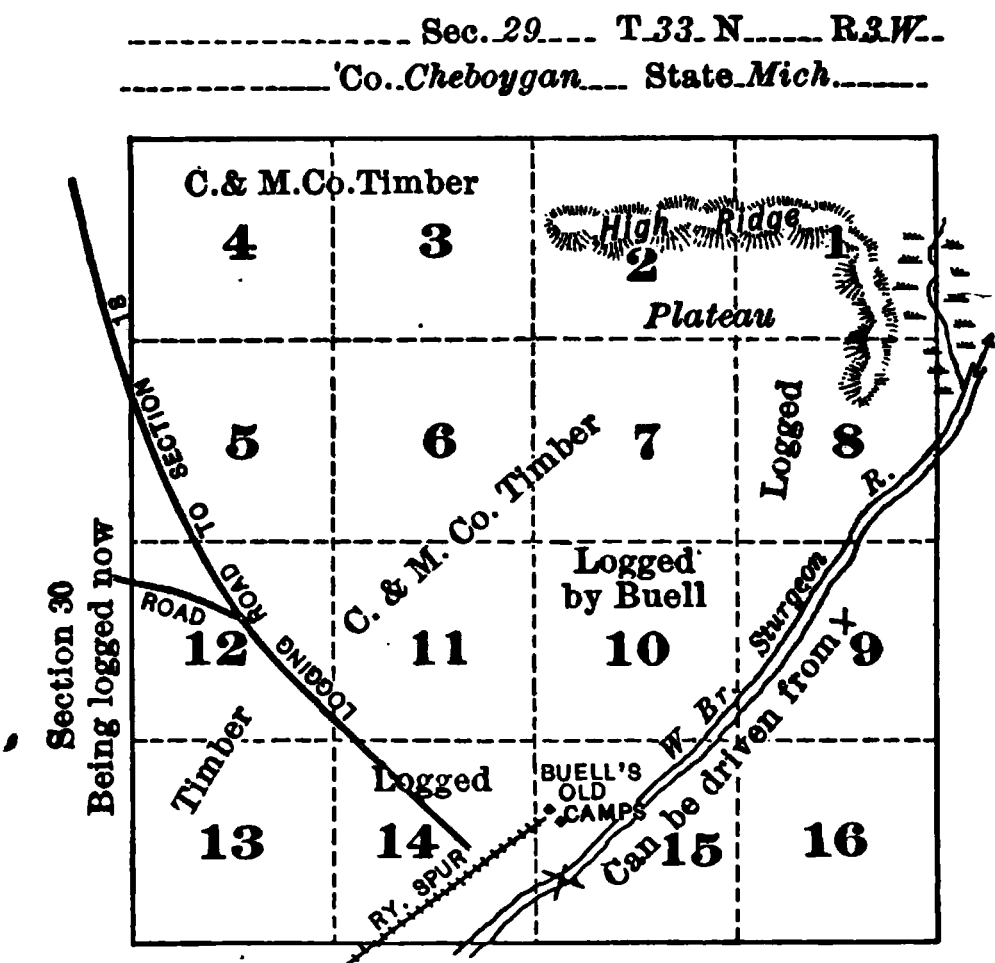 Sec. 29 T 33 N R 3 W
Co. Cheboygan State Mich.
C. & M. Co. Timber
4
3
High Ridge
2
1
Plateau
ROAD TO SECTION 18
5
6
7
Logged
8
C. & M. Co. Timber
W Br. Sturgeon R.
Section 30
Being logged now
ROAD
12
LOGGING
11
Logged
by Buell
10
9
Can be driven from X
Timber
13
Logged
14
RY. SPUR
BUELL'S
OLD
CAMPS
15
16